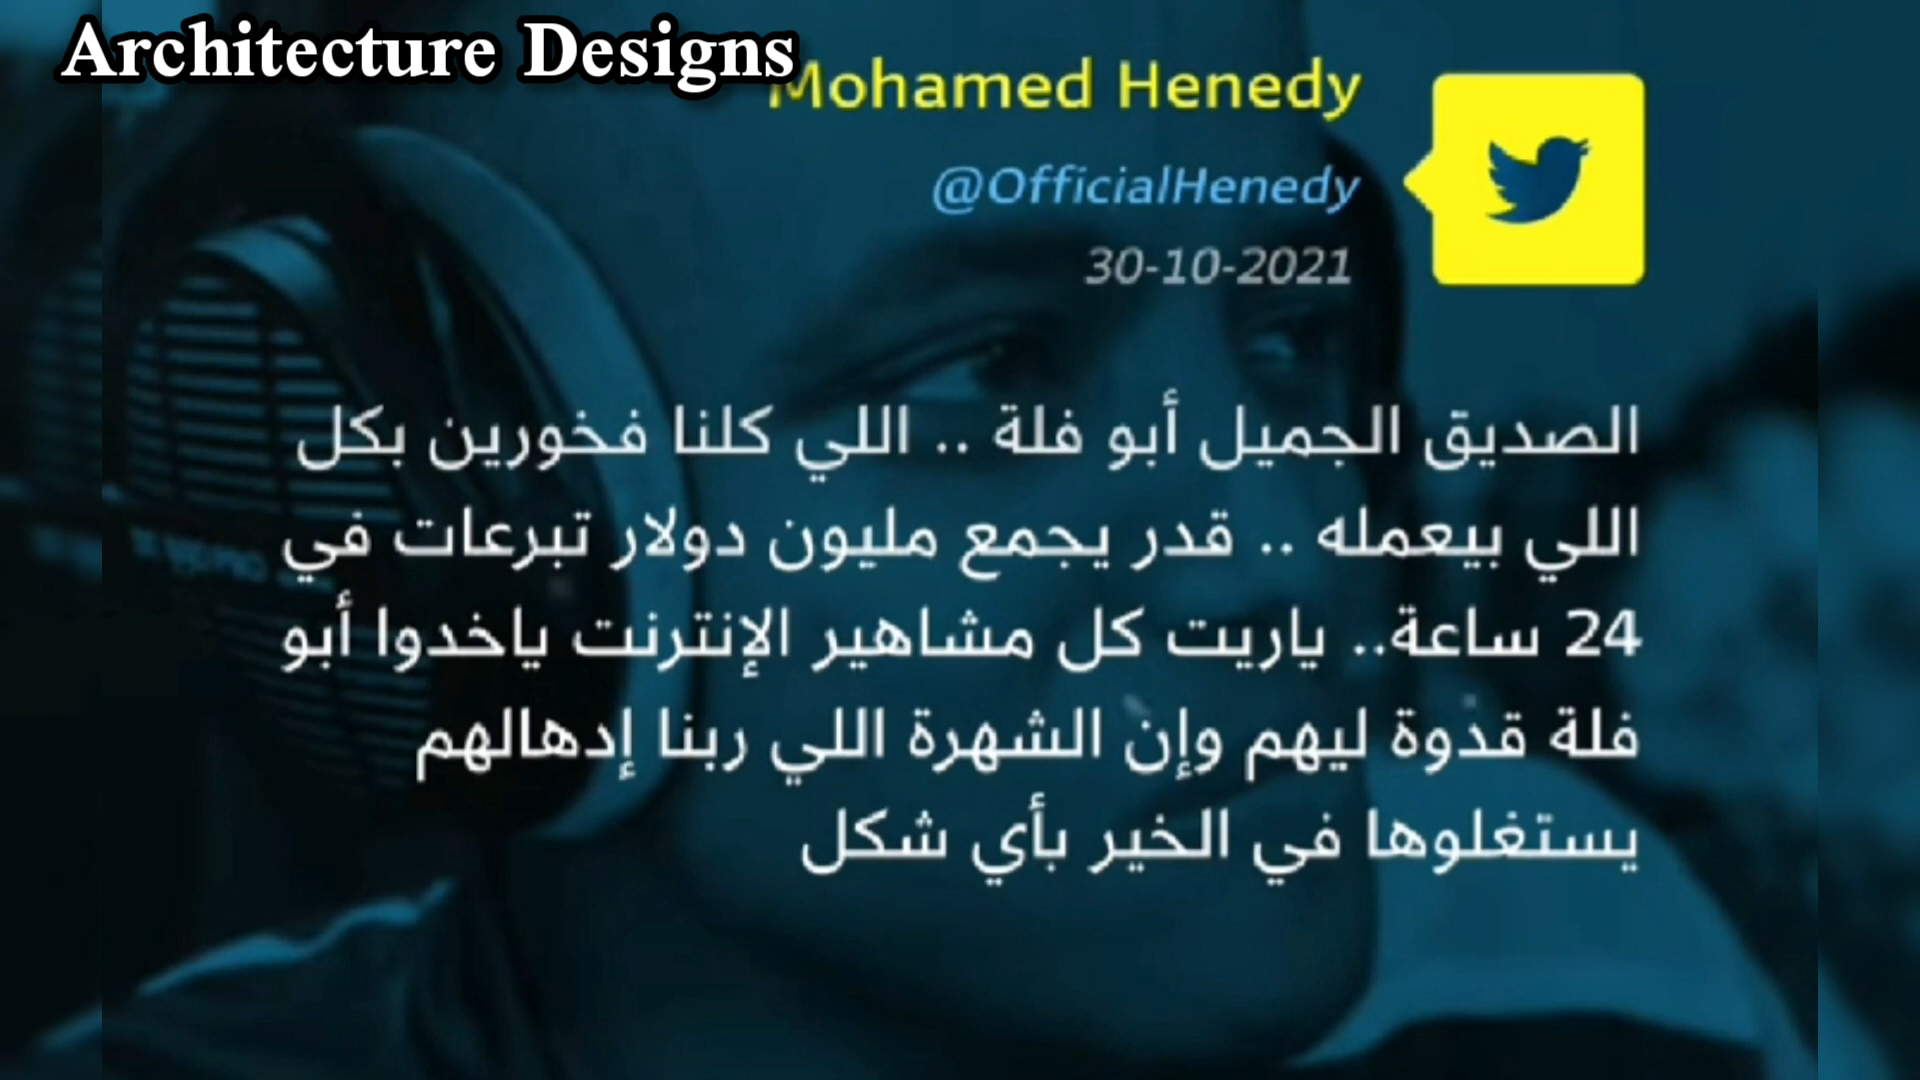 Architecture Designs
Mohamed Henedy
@OfficialHenedy
30-10-2021
الصديق الجميل أبو فلة .. اللي كلنا فخورين بكل
اللي بيعمله .. قدر يجمع مليون دولار تبرعات في
24 ساعة.. ياريت كل مشاهير الإنترنت ياخدوا أبو
فلة قذوة ليهم وإن الشهرة اللي ربنا إدهالهم
يستغلوها في الخير بأي شكل